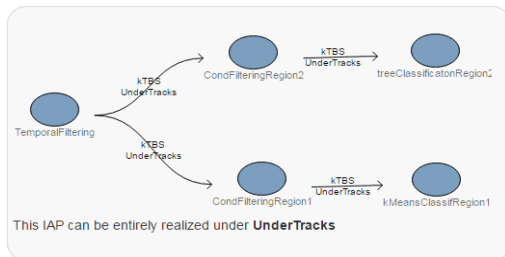 kTBS
UnderTracks
CondFilteringRegion2
treeClassificatonRegion2
kTBS
UnderTracks
TemporalFiltering
kTBS
UnderTracks
kTBS
UnderTracks
CondFilteringRegion1
kMeansClassifRegion1
This IAP can be entirely realized under UnderTracks